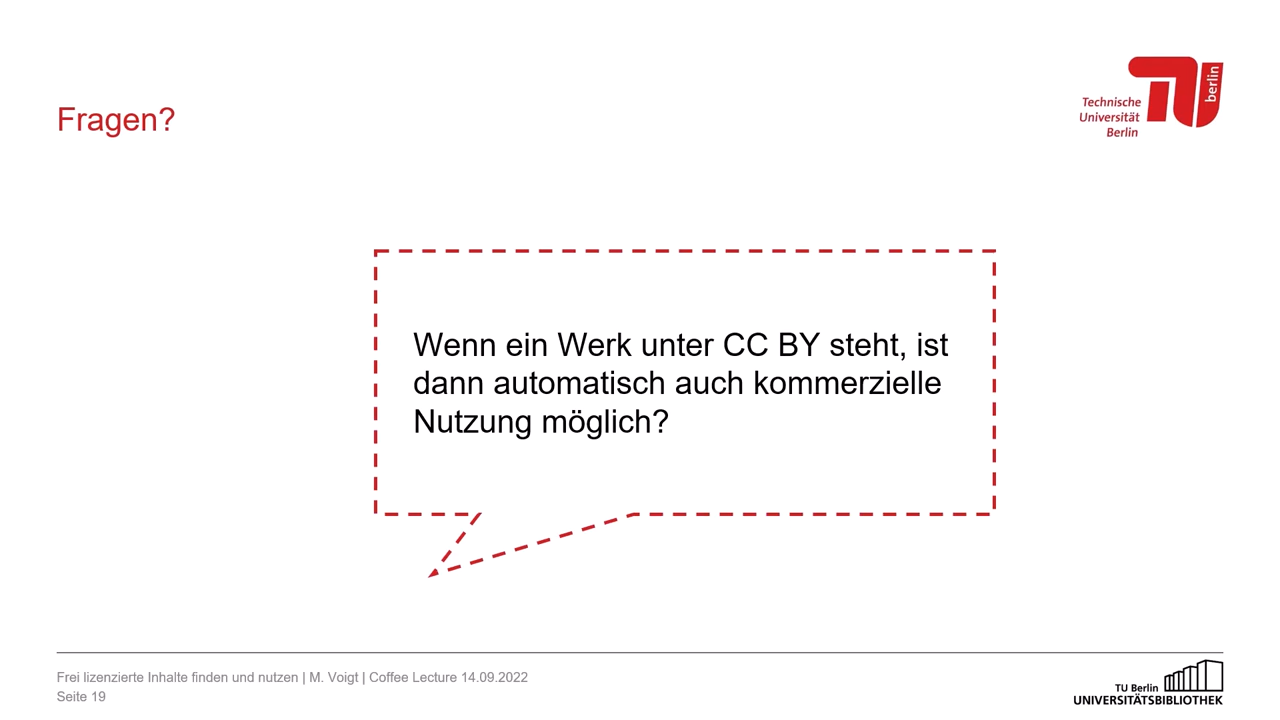 Fragen?
Technische
Universität
Berlin
berlin
Wenn ein Werk unter CC BY steht, ist
dann automatisch auch kommerzielle
Nutzung möglich?
Frei lizenzierte Inhalte finden und nutzen | M. Voigt | Coffee Lecture 14.09.2022
Seite 19
TU Berlin
UNIVERSITÄTSBIBLIOTHEK